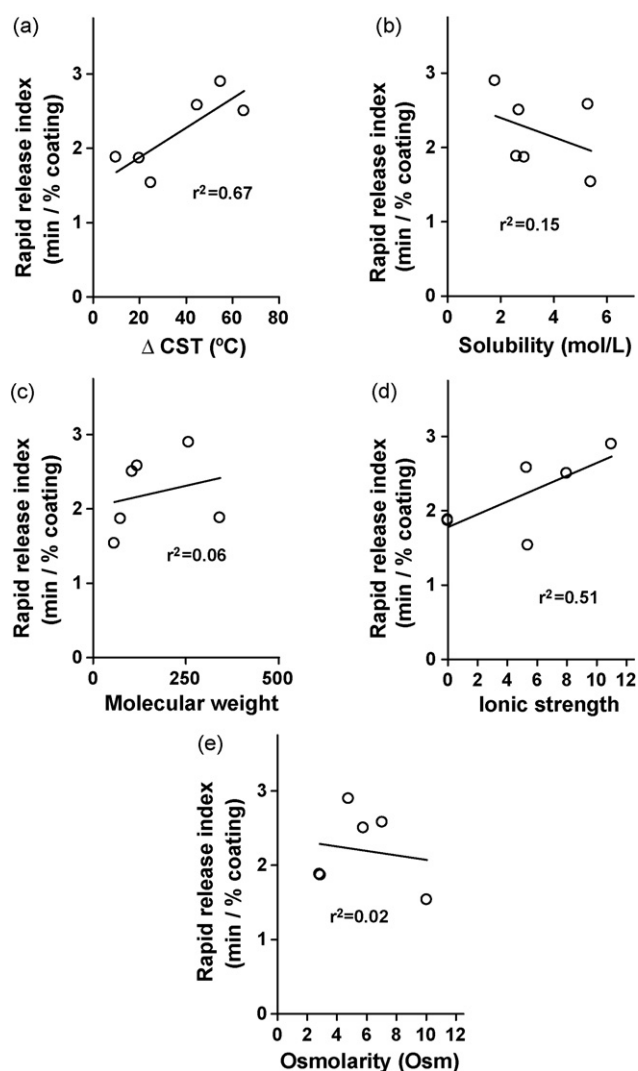 (a)
Rapid release index
(min / % coating)
3
2
1
0
r²=0.67
0 20 40 60 80
Δ CST (ºC)
(b)
Rapid release index
(min / % coating)
3
2
1
0
r²=0.15
0 2 4 6
Solubility (mol/L)
(c)
Rapid release index
(min / % coating)
3
2
1
0
r²=0.06
0 250 500
Molecular weight
(d)
Rapid release index
(min / % coating)
3
2
1
0
r²=0.51
0 2 4 6 8 10 12
Ionic strength
(e)
Rapid release index
(min / % coating)
3
2
1
0
r²=0.02
0 2 4 6 8 10 12
Osmolarity (Osm)